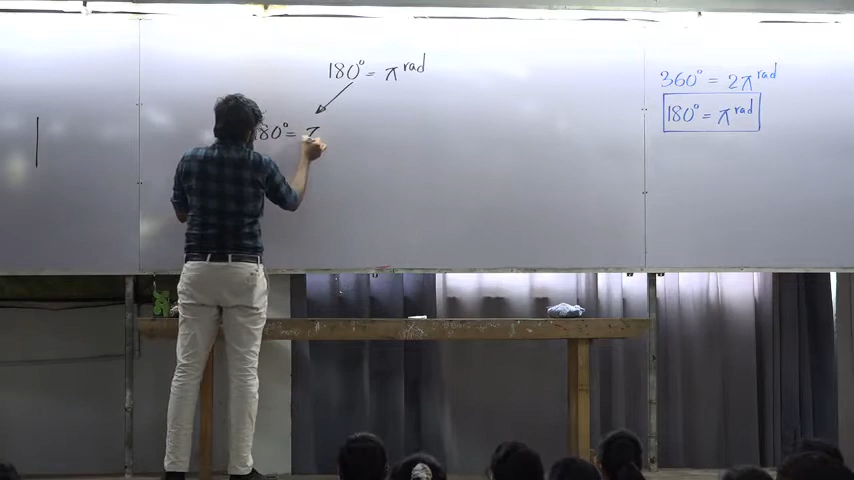 180° = π rad
180° =
360° = 2π rad
180° = π rad